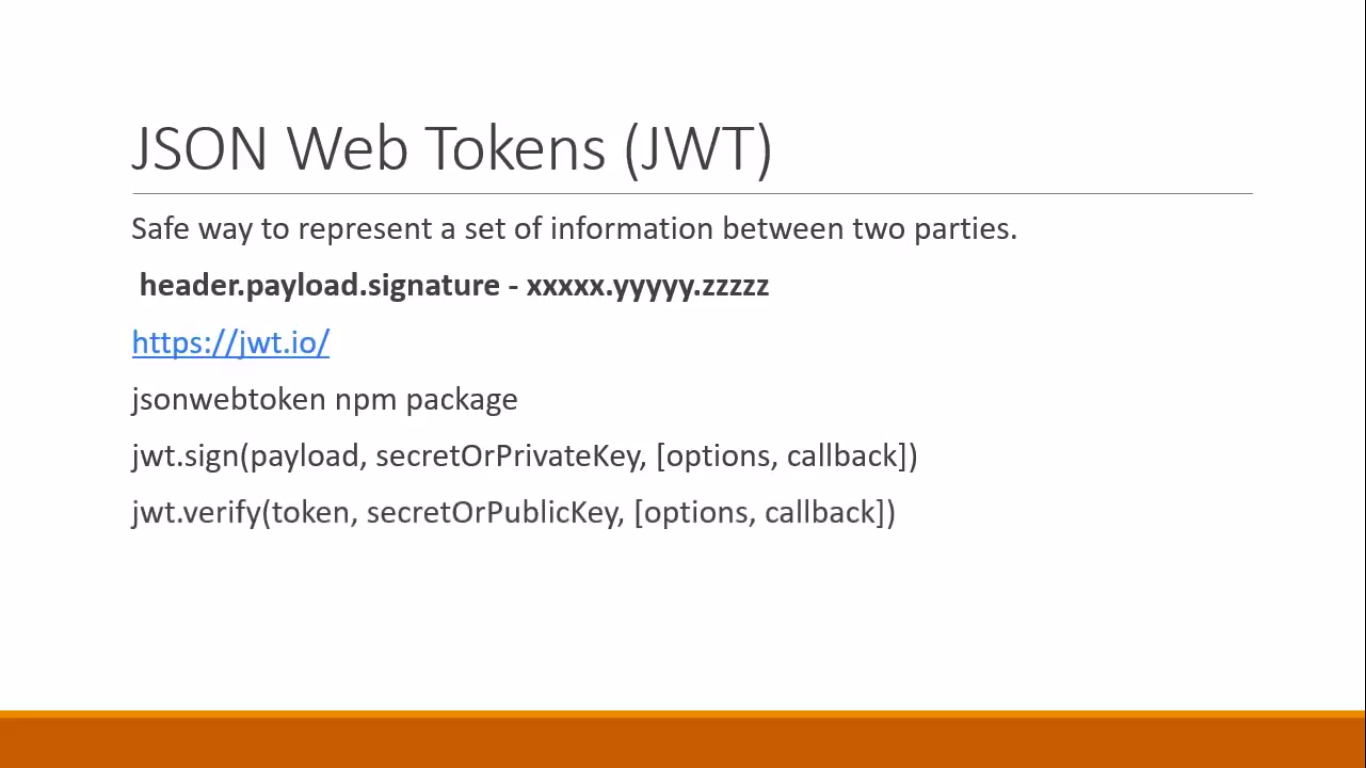 JSON Web Tokens (JWT)
Safe way to represent a set of information between two parties.
header.payload.signature - xxxxx.yyyyy.zzzzz
https://jwt.io/
jsonwebtoken npm package
jwt.sign(payload, secretOrPrivateKey, [options, callback])
jwt.verify(token, secretOrPublicKey, [options, callback])